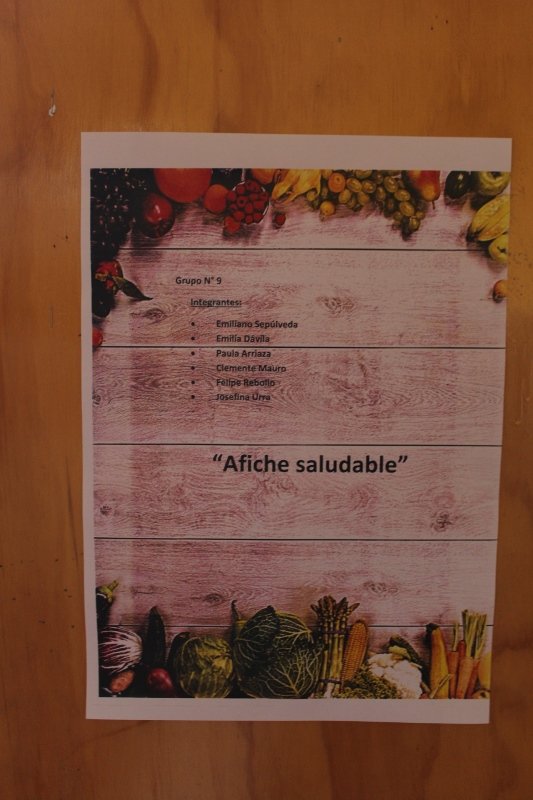 Grupo N° 9
Integrantes:
• Emiliano Sepúlveda
• Emilia Dávila
• Paula Arriaza
• Clemente Mauro
• Felipe Rebollo
• Josefina Urra
“Afiche saludable”